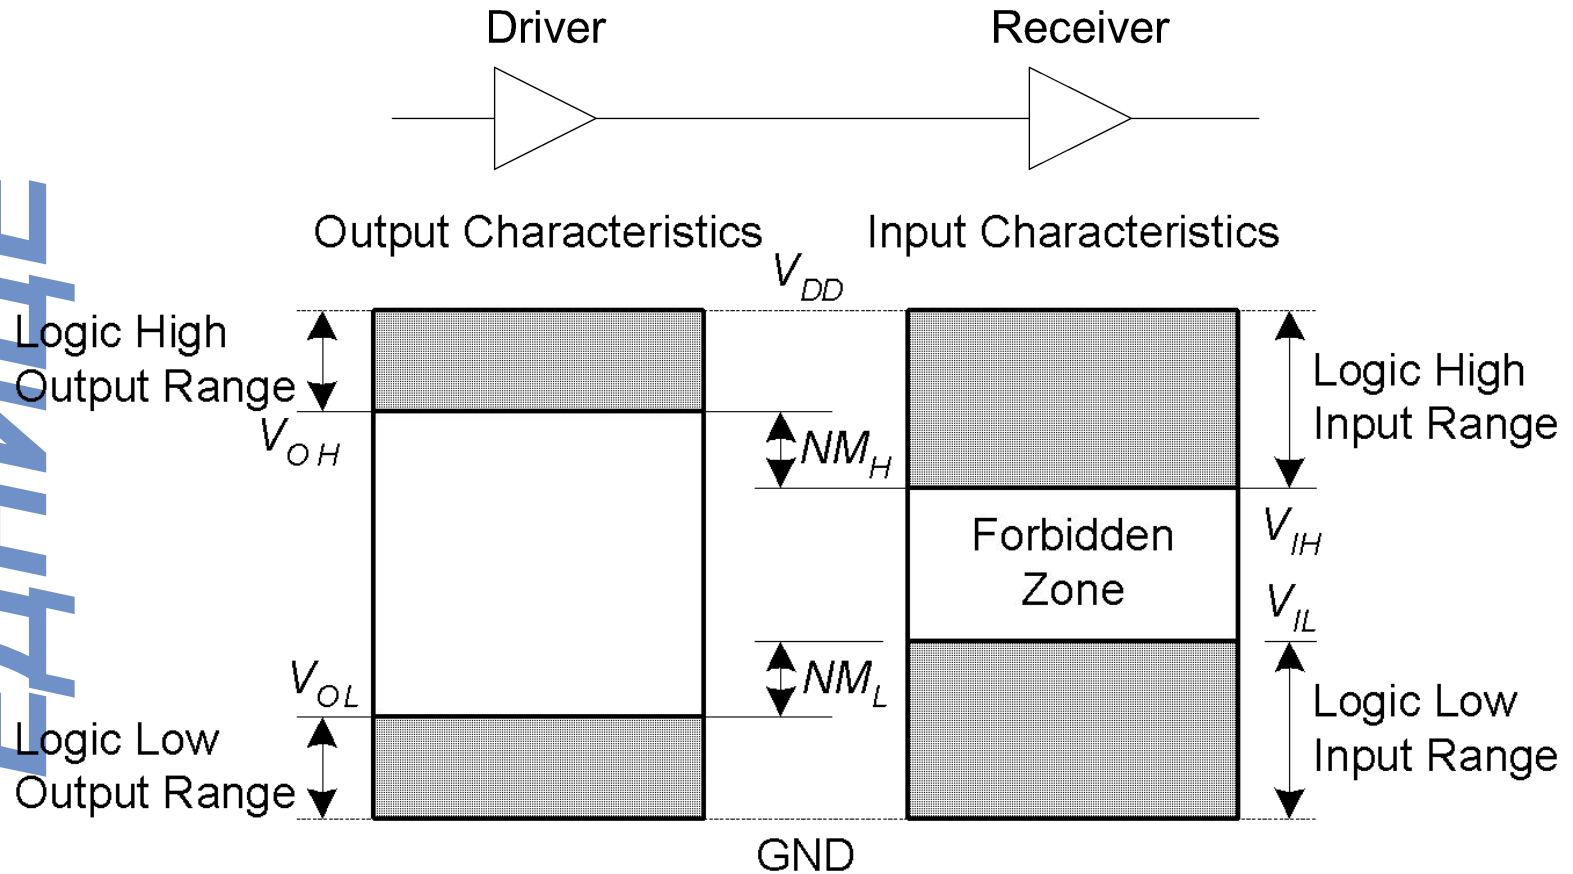 Driver
Receiver
Output Characteristics
Input Characteristics
VDD
Logic High
Output Range
Logic High
Input Range
VOH
NMH
Forbidden
Zone
VIH
VIL
VOL
NML
Logic Low
Output Range
Logic Low
Input Range
GND
ЕДНИЦЕ